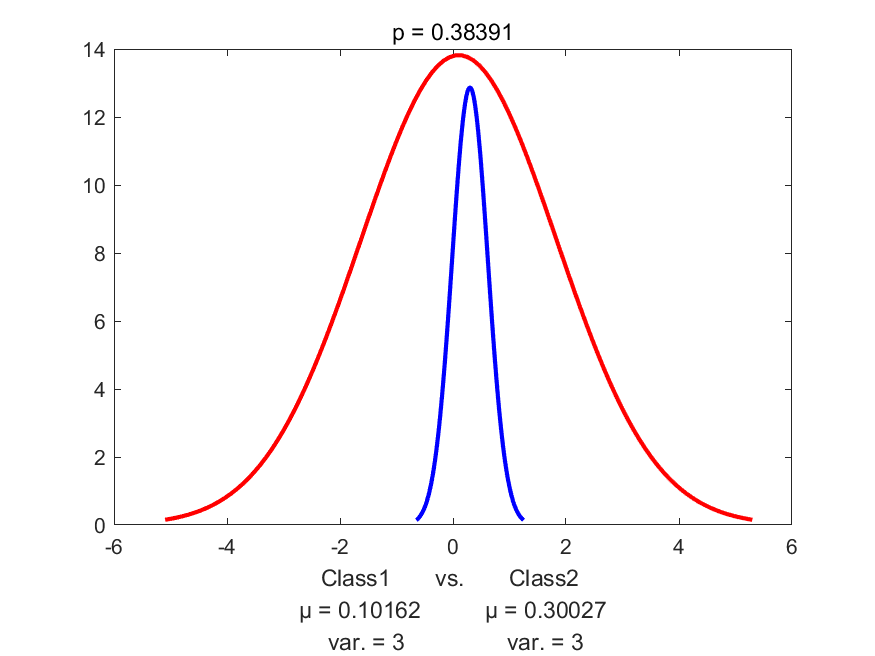 p = 0.38391
14
12
10
8
6
4
2
0
-6 -4 -2 0 2 4 6
Class1 vs. Class2
μ = 0.10162 μ = 0.30027
var. = 3 var. = 3